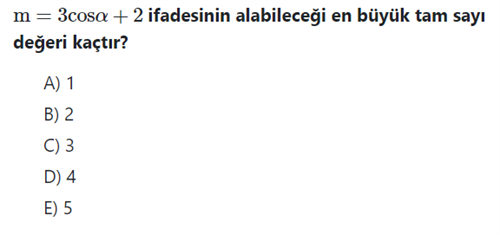 m = 3cosα + 2 ifadesinin alabileceği en büyük tam sayı
değeri kaçtır?
A) 1
B) 2
C) 3
D) 4
E) 5